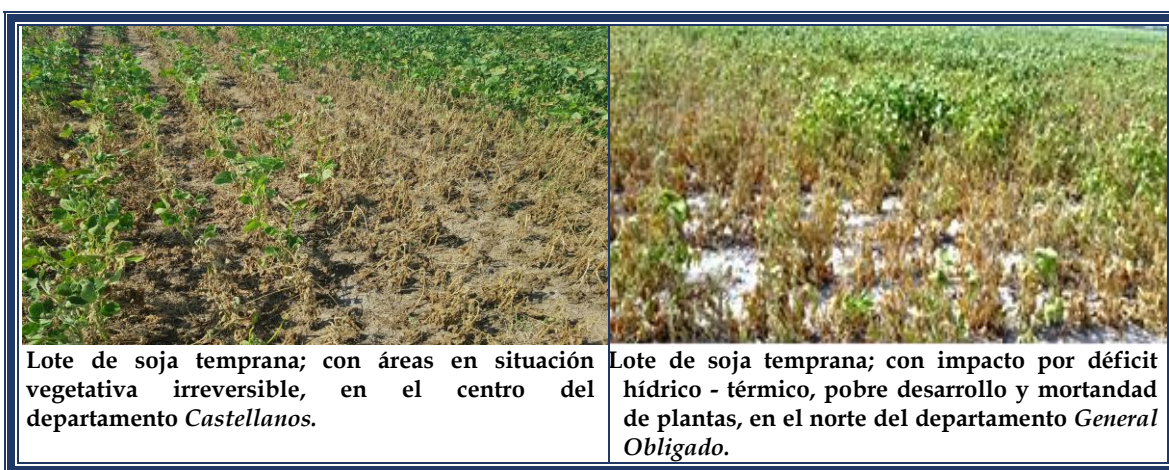 Lote de soja temprana; con áreas en situación
vegetativa irreversible, en el centro del
departamento Castellanos.
Lote de soja temprana; con impacto por déficit
hídrico - térmico, pobre desarrollo y mortandad
de plantas, en el norte del departamento General
Obligado.